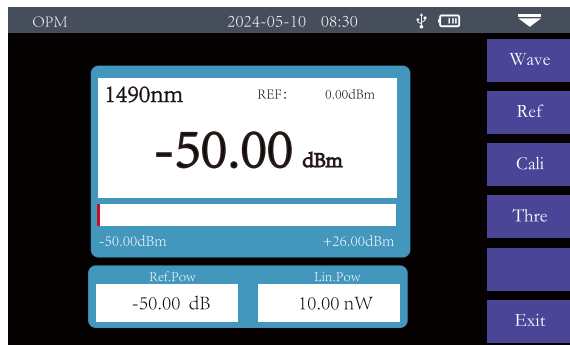 OPM 2024-05-10 08:30
Wave
1490nm REF: 0.00dBm
Ref
-50.00 dBm
Cali
Thre
-50.00dBm +26.00dBm
Ref.Pow Lin.Pow
-50.00 dB 10.00 nW
Exit